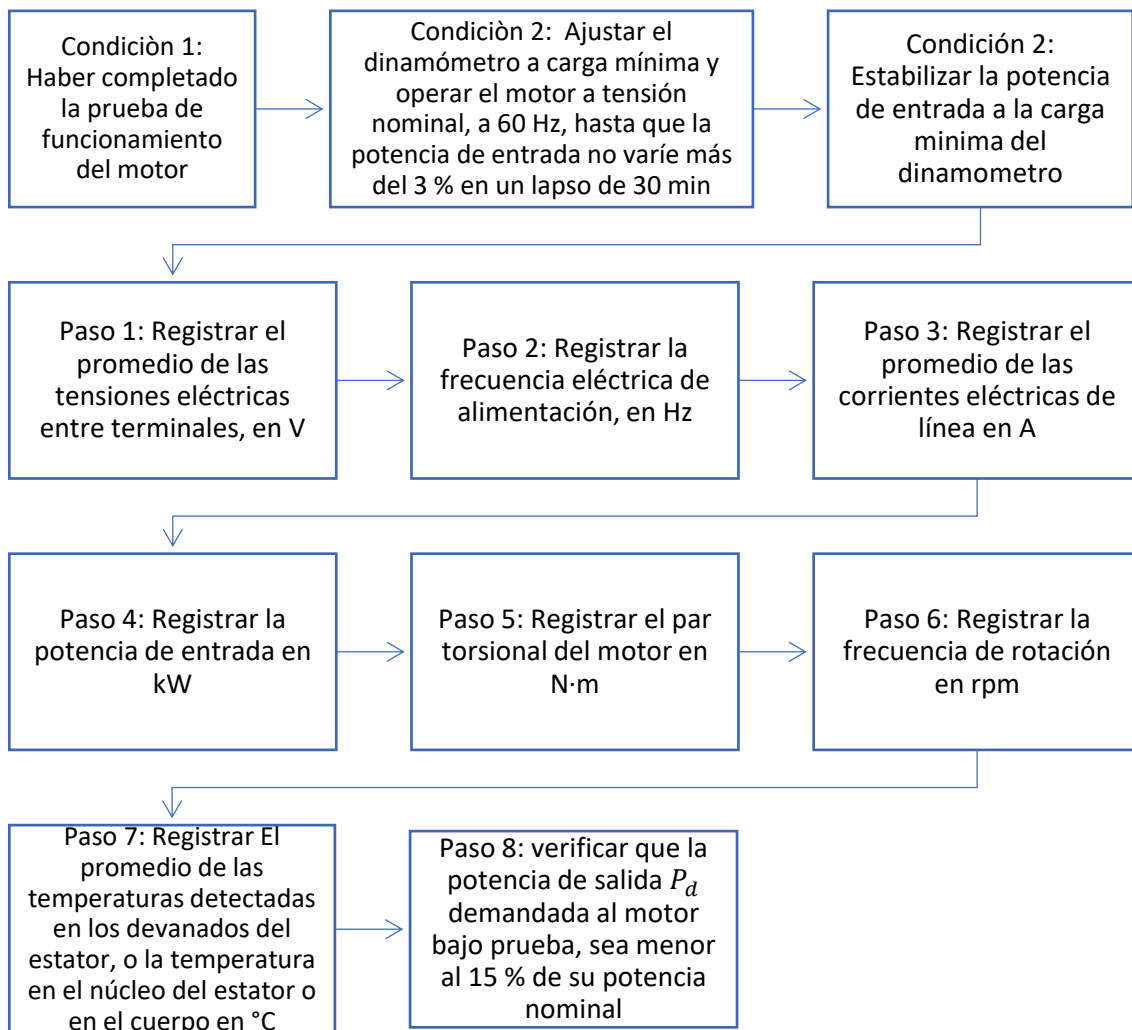 Condiciòn 1:
Haber completado
la prueba de
funcionamiento
del motor
Condiciòn 2:  Ajustar el
dinamómetro a carga mínima y
operar el motor a tensión
nominal, a 60 Hz, hasta que la
potencia de entrada no varíe más
del 3 % en un lapso de 30 min
Condición 2:
Estabilizar la potencia
de entrada a la carga
minima del
dinamometro
Paso 1: Registrar el
promedio de las
tensiones eléctricas
entre terminales, en V
Paso 2: Registrar la
frecuencia eléctrica de
alimentación, en Hz
Paso 3: Registrar el
promedio de las
corrientes eléctricas de
línea en A
Paso 4: Registrar la
potencia de entrada en
kW
Paso 5: Registrar el par
torsional del motor en
N·m
Paso 6: Registrar la
frecuencia de rotación
en rpm
Paso 7: Registrar El
promedio de las
temperaturas detectadas
en los devanados del
estator, o la temperatura
en el núcleo del estator o
en el cuerpo en °C
Paso 8: verificar que la
potencia de salida P_d
demandada al motor
bajo prueba, sea menor
al 15 % de su potencia
nominal